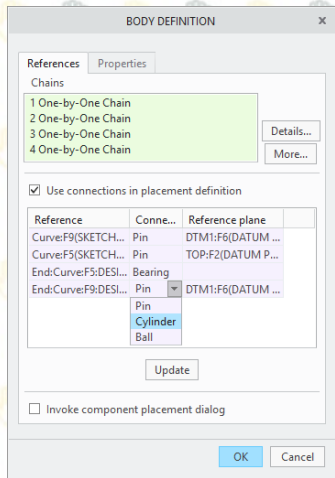 BODY DEFINITION
x
References Properties
Chains
1 One-by-One Chain
2 One-by-One Chain
3 One-by-One Chain
4 One-by-One Chain
Details...
More...
Use connections in placement definition
Reference Conne... Reference plane
Curve:F9(SKETCH... Pin DTM1:F6(DATUM ...
Curve:F5(SKETCH... Pin TOP:F2(DATUM P...
End:Curve:F5:DESI... Bearing
End:Curve:F9:DESI... Pin DTM1:F6(DATUM ...
Pin
Cylinder
Ball
Update
Invoke component placement dialog
OK Cancel